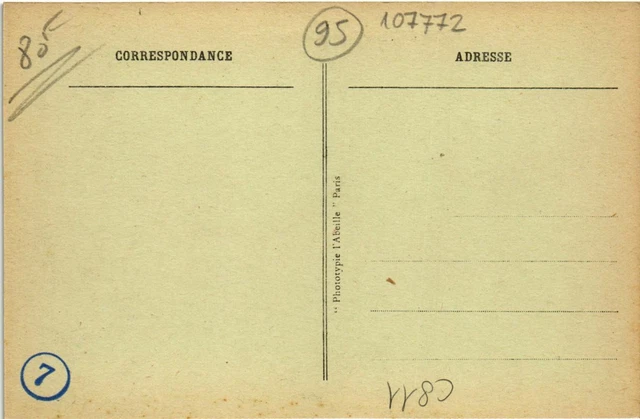 85
95
107772
CORRESPONDANCE
ADRESSE
" Phototypie l'Abeille " Paris
7
C811